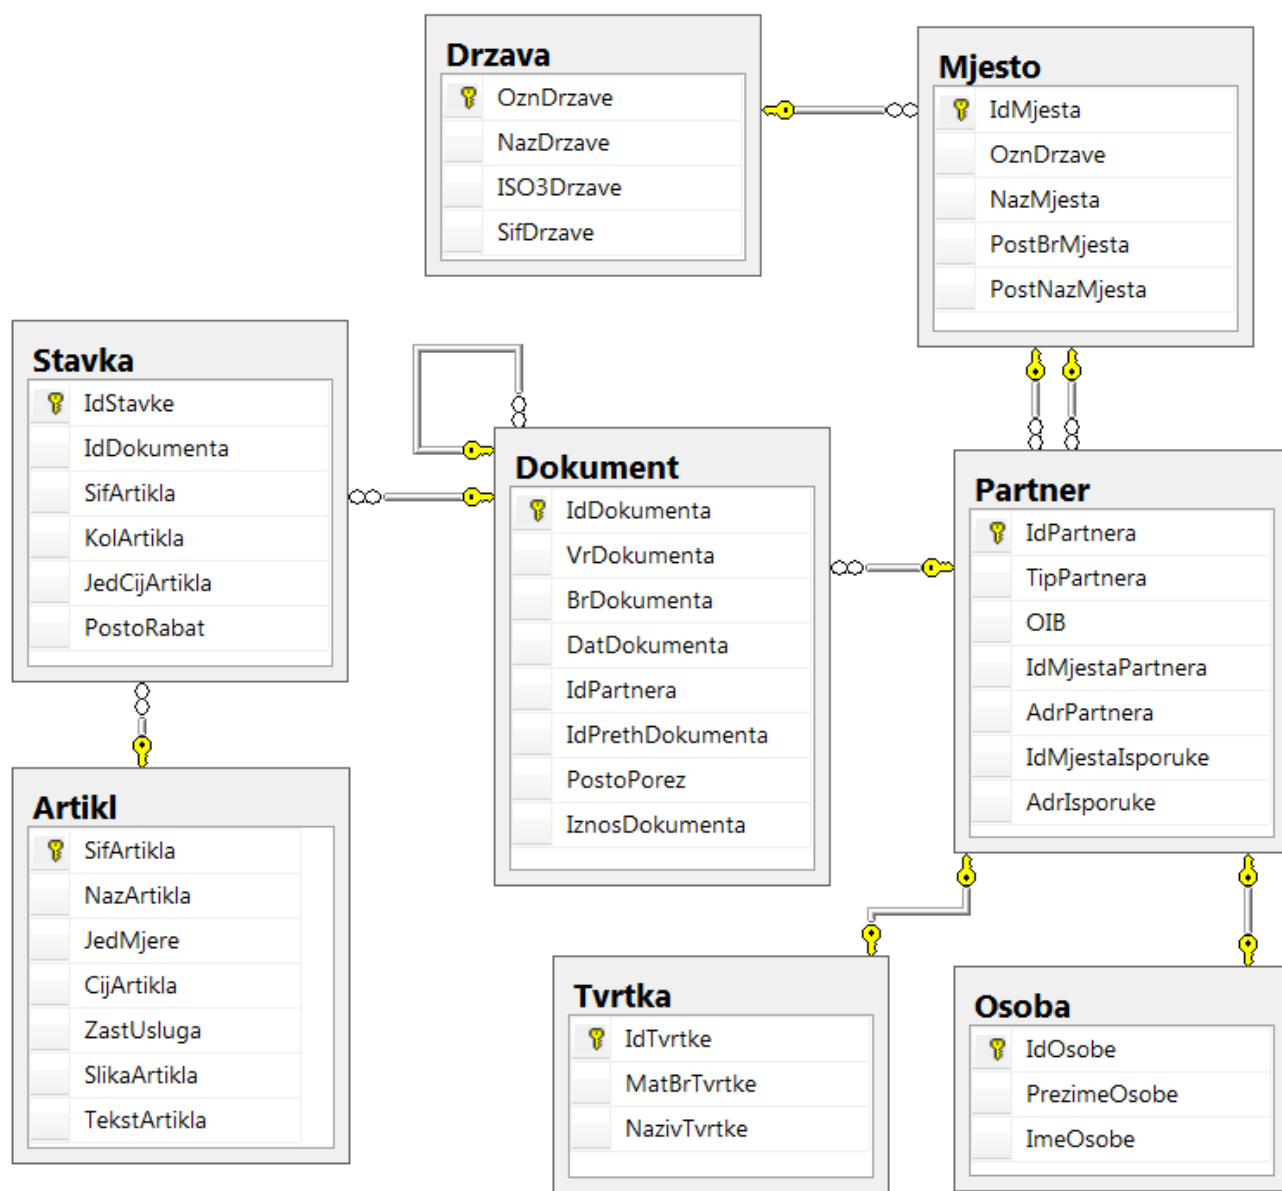 Drzava
OznDrzave
NazDrzave
ISO3Drzave
SifDrzave
Mjesto
IdMjesta
OznDrzave
NazMjesta
PostBrMjesta
PostNazMjesta
Stavka
IdStavke
IdDokumenta
SifArtikla
KolArtikla
JedCijArtikla
PostoRabat
Dokument
IdDokumenta
VrDokumenta
BrDokumenta
DatDokumenta
IdPartnera
IdPrethDokumenta
PostoPorez
IznosDokumenta
Partner
IdPartnera
TipPartnera
OIB
IdMjestaPartnera
AdrPartnera
IdMjestaIsporuke
AdrIsporuke
Artikl
SifArtikla
NazArtikla
JedMjere
CijArtikla
ZastUsluga
SlikaArtikla
TekstArtikla
Tvrtka
IdTvrtke
MatBrTvrtke
NazivTvrtke
Osoba
IdOsobe
PrezimeOsobe
ImeOsobe